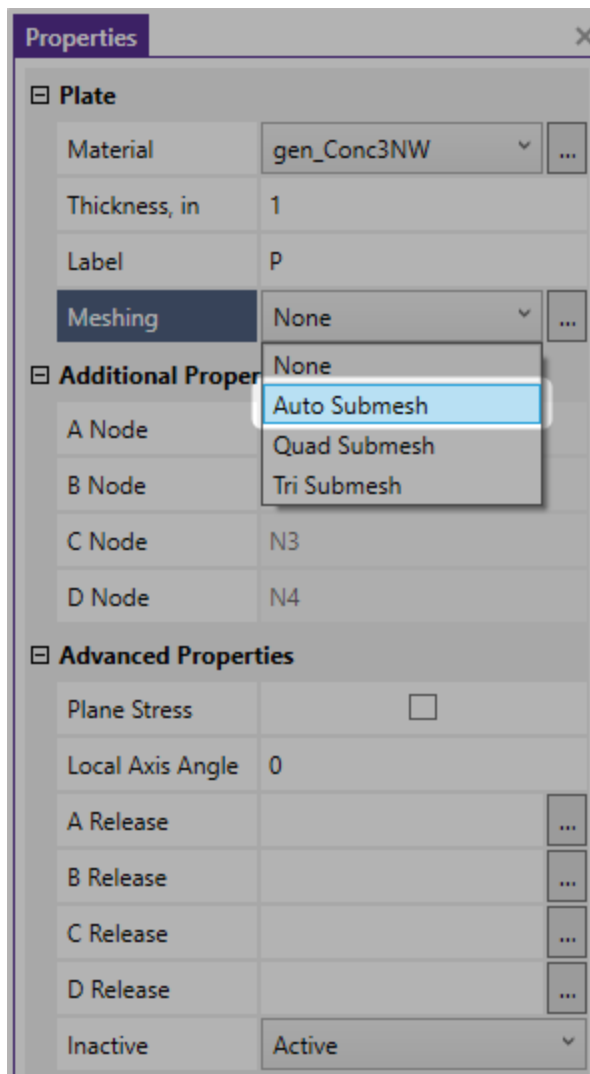 Properties
Plate
Material gen_Conc3NW ...
Thickness, in 1
Label P
Meshing None ...
None
Additional Proper
Auto Submesh
A Node
Quad Submesh
B Node
Tri Submesh
C Node N3
D Node N4
Advanced Properties
Plane Stress
Local Axis Angle 0
A Release ...
B Release ...
C Release ...
D Release ...
Inactive Active